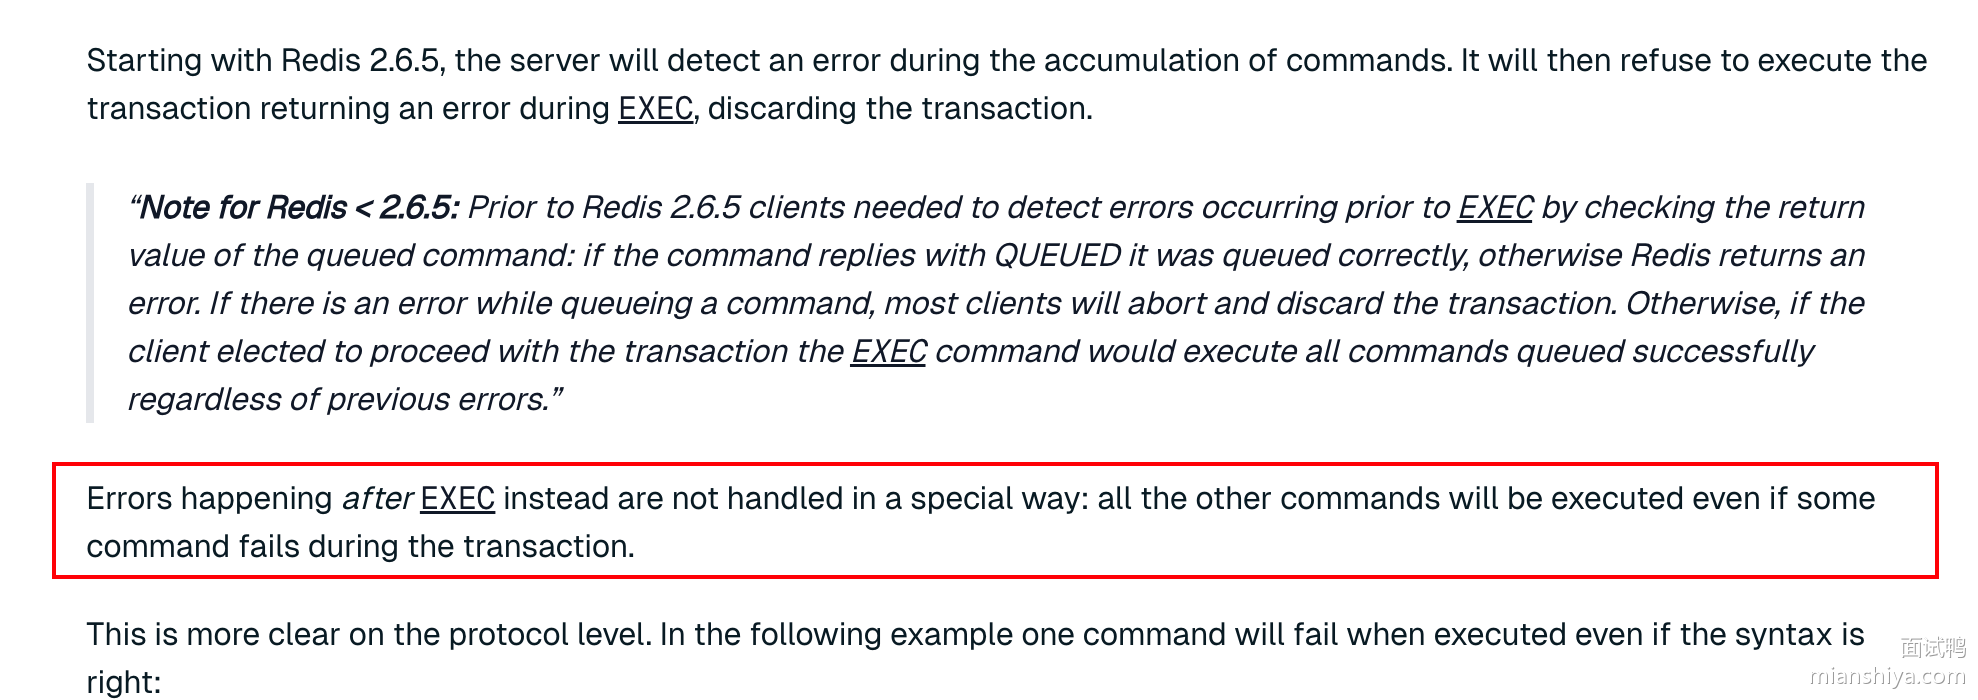 Starting with Redis 2.6.5, the server will detect an error during the accumulation of commands. It will then refuse to execute the
transaction returning an error during EXEC, discarding the transaction.
“Note for Redis < 2.6.5: Prior to Redis 2.6.5 clients needed to detect errors occurring prior to EXEC by checking the return
value of the queued command: if the command replies with QUEUED it was queued correctly, otherwise Redis returns an
error. If there is an error while queueing a command, most clients will abort and discard the transaction. Otherwise, if the
client elected to proceed with the transaction the EXEC command would execute all commands queued successfully
regardless of previous errors.”
Errors happening after EXEC instead are not handled in a special way: all the other commands will be executed even if some
command fails during the transaction.
This is more clear on the protocol level. In the following example one command will fail when executed even if the syntax is
right:
面试鸭
mianshiya.com